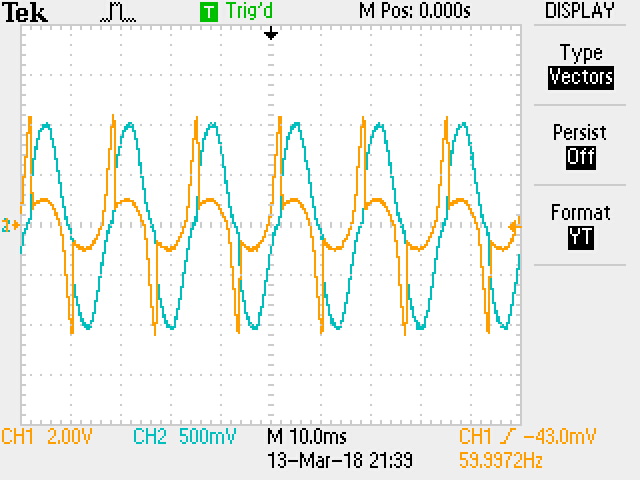 Tek T Trig'd M Pos: 0.000s DISPLAY
Type
Vectors
Persist
Off
Format
YT
2
CH1 2.00V CH2 500mV M 10.0ms CH1 −43.0mV
13-Mar-18 21:39 59.9972Hz